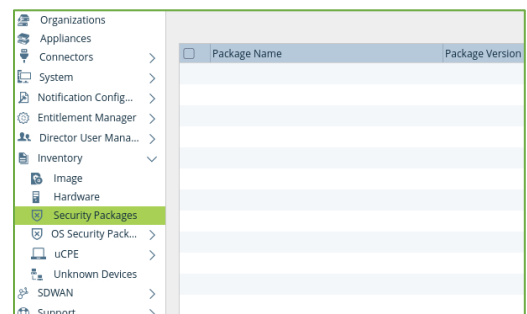 Organizations
Appliances
Connectors
Package Name Package Version
System
Notification Config...
Entitlement Manager
Director User Mana...
Inventory
Image
Hardware
Security Packages
OS Security Pack...
uCPE
Unknown Devices
SDWAN
Support